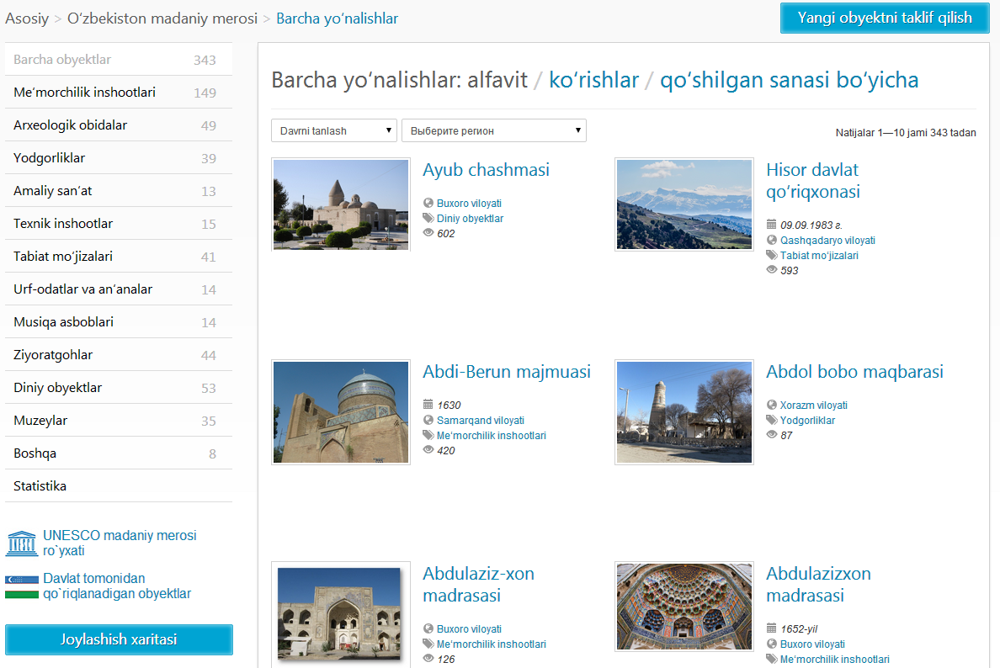 Asosiy > O‘zbekiston madaniy merosi > Barcha yo‘nalishlar
Yangi obyektni taklif qilish
Barcha obyektlar 343
Me’morchilik inshootlari 149
Arxeologik obidalar 49
Yodgorliklar 39
Amaliy san’at 13
Texnik inshootlar 15
Tabiat mo‘jizalari 41
Urf-odatlar va an’analar 14
Musiqa asboblari 14
Ziyoratgohlar 44
Diniy obyektlar 53
Muzeylar 35
Boshqa 8
Statistika
UNESCO madaniy merosi
ro`yxati
Davlat tomonidan
qo`riqlanadigan obyektlar
Joylashish xaritasi
Barcha yo‘nalishlar: alfavit / ko‘rishlar / qo‘shilgan sanasi bo‘yicha
Davrni tanlash
Выберите регион
Natijalar 1—10 jami 343 tadan
Ayub chashmasi
Buxoro viloyati
Diniy obyektlar
602
Hisor davlat
qo‘riqxonasi
09.09.1983 г.
Qashqadaryo viloyati
Tabiat mo‘jizalari
593
Abdi-Berun majmuasi
1630
Samarqand viloyati
Me’morchilik inshootlari
420
Abdol bobo maqbarasi
Xorazm viloyati
Yodgorliklar
87
Abdulaziz-xon
madrasasi
Buxoro viloyati
Me’morchilik inshootlari
126
Abdulazizxon
madrasasi
1652-yil
Buxoro viloyati
Me’morchilik inshootlari